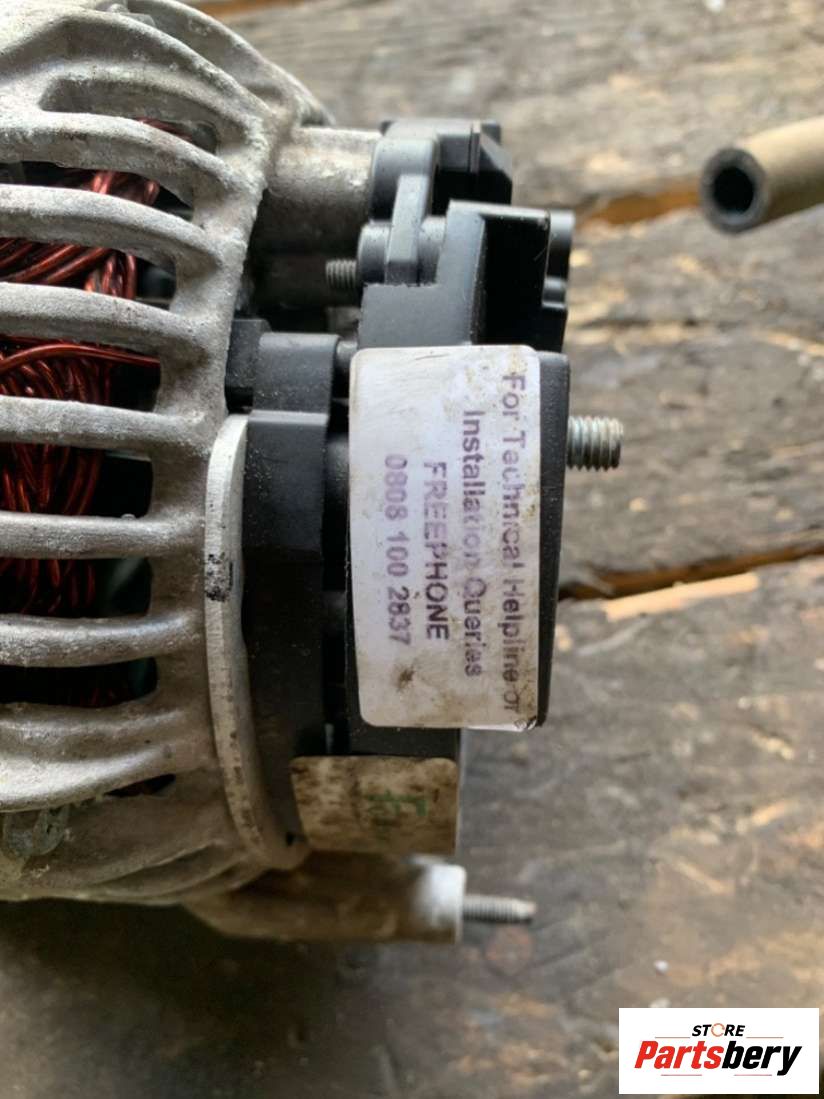 For Technical Helpline or
Installation Queries
FREEPHONE
0808 100 2837
STORE
Partsbery